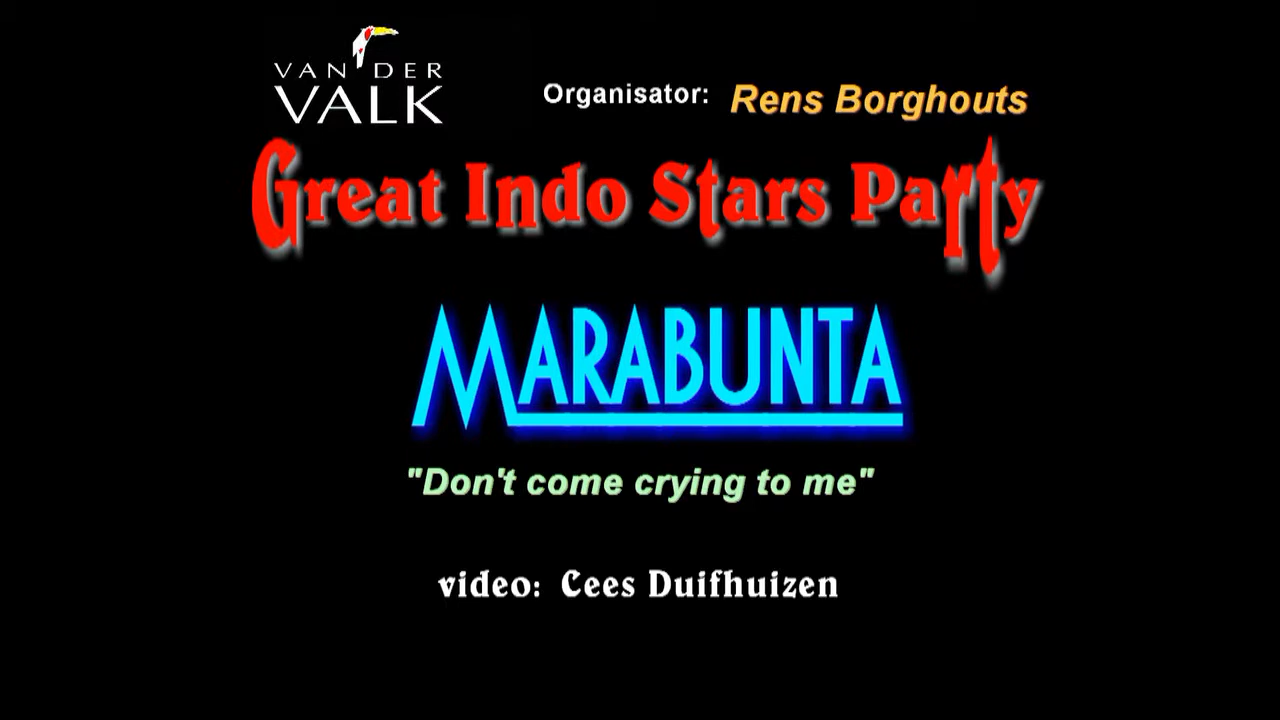 VAN DER
VALK
Organisator: Rens Borghouts
Great Indo Stars Party
MARABUNTA
"Don't come crying to me"
video: Cees Duifhuizen